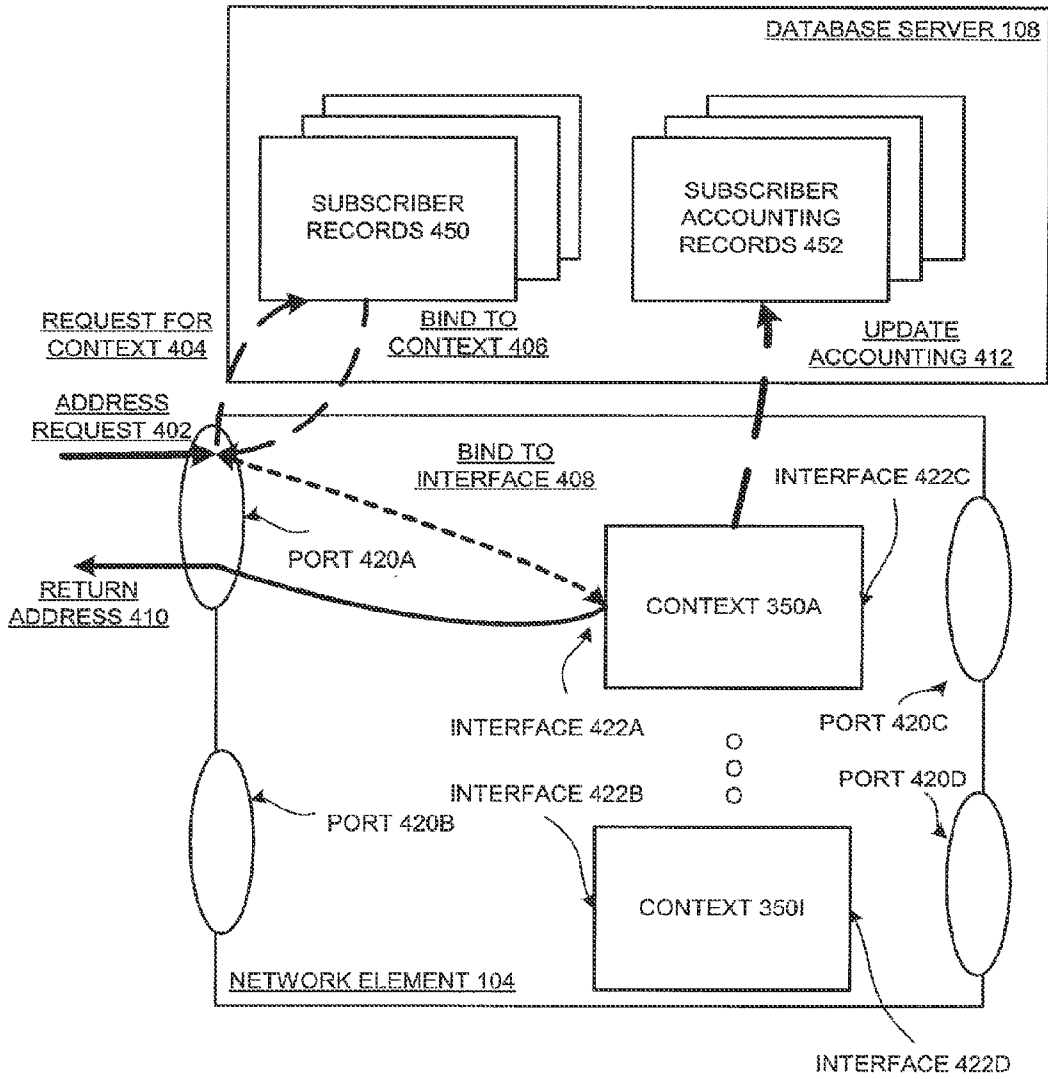 DATABASE SERVER 108
SUBSCRIBER
RECORDS 450
SUBSCRIBER
ACCOUNTING
RECORDS 452
REQUEST FOR
CONTEXT 404
BIND TO
CONTEXT 406
UPDATE
ACCOUNTING 412
ADDRESS
REQUEST 402
BIND TO
INTERFACE 408
INTERFACE 422C
PORT 420A
RETURN
ADDRESS 410
CONTEXT 350A
INTERFACE 422A
PORT 420C
INTERFACE 422B
PORT 420D
PORT 420B
CONTEXT 350I
NETWORK ELEMENT 104
INTERFACE 422D